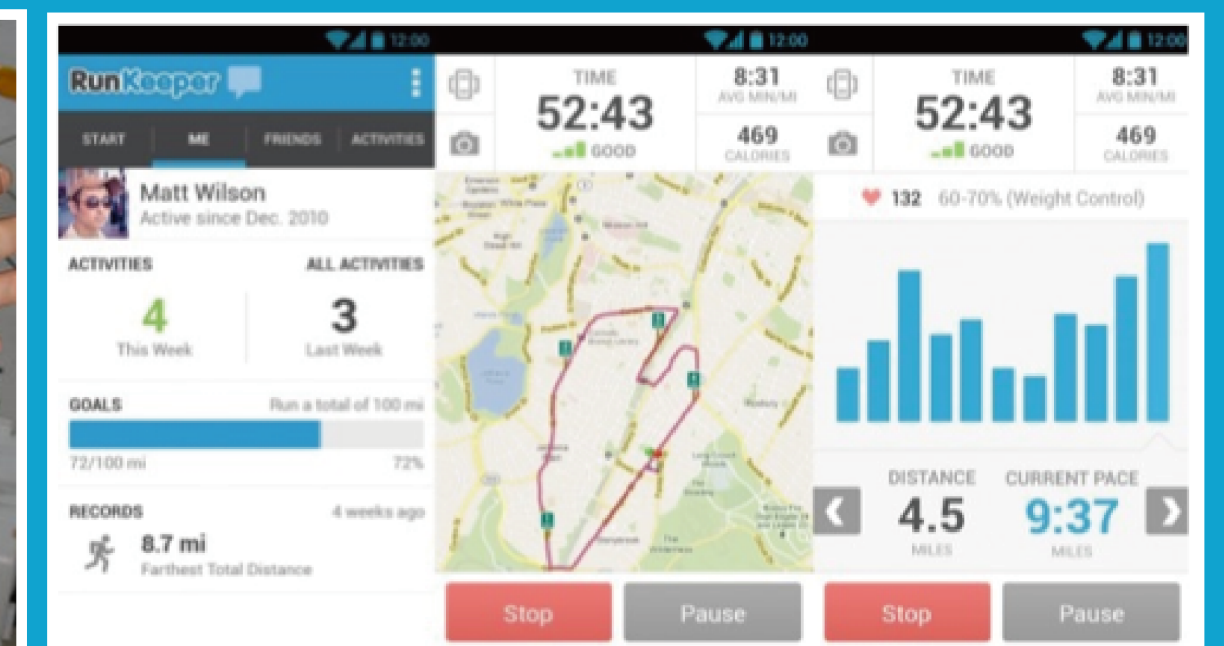 12:00
RunKeeper
START ME FRIENDS ACTIVITIES
Matt Wilson
Active since Dec. 2010
ACTIVITIES ALL ACTIVITIES
4 3
This Week Last Week
GOALS Run a total of 100 mi
72/100 mi 72%
RECORDS 4 weeks ago
8.7 mi
Farthest Total Distance
12:00
TIME
52:43
GOOD
8:31
AVG MIN/MI
469
CALORIES
Stop Pause
12:00
TIME
52:43
GOOD
8:31
AVG MIN/MI
469
CALORIES
132 60-70% (Weight Control)
DISTANCE CURRENT PACE
4.5 9:37
MILES MILES
Stop Pause